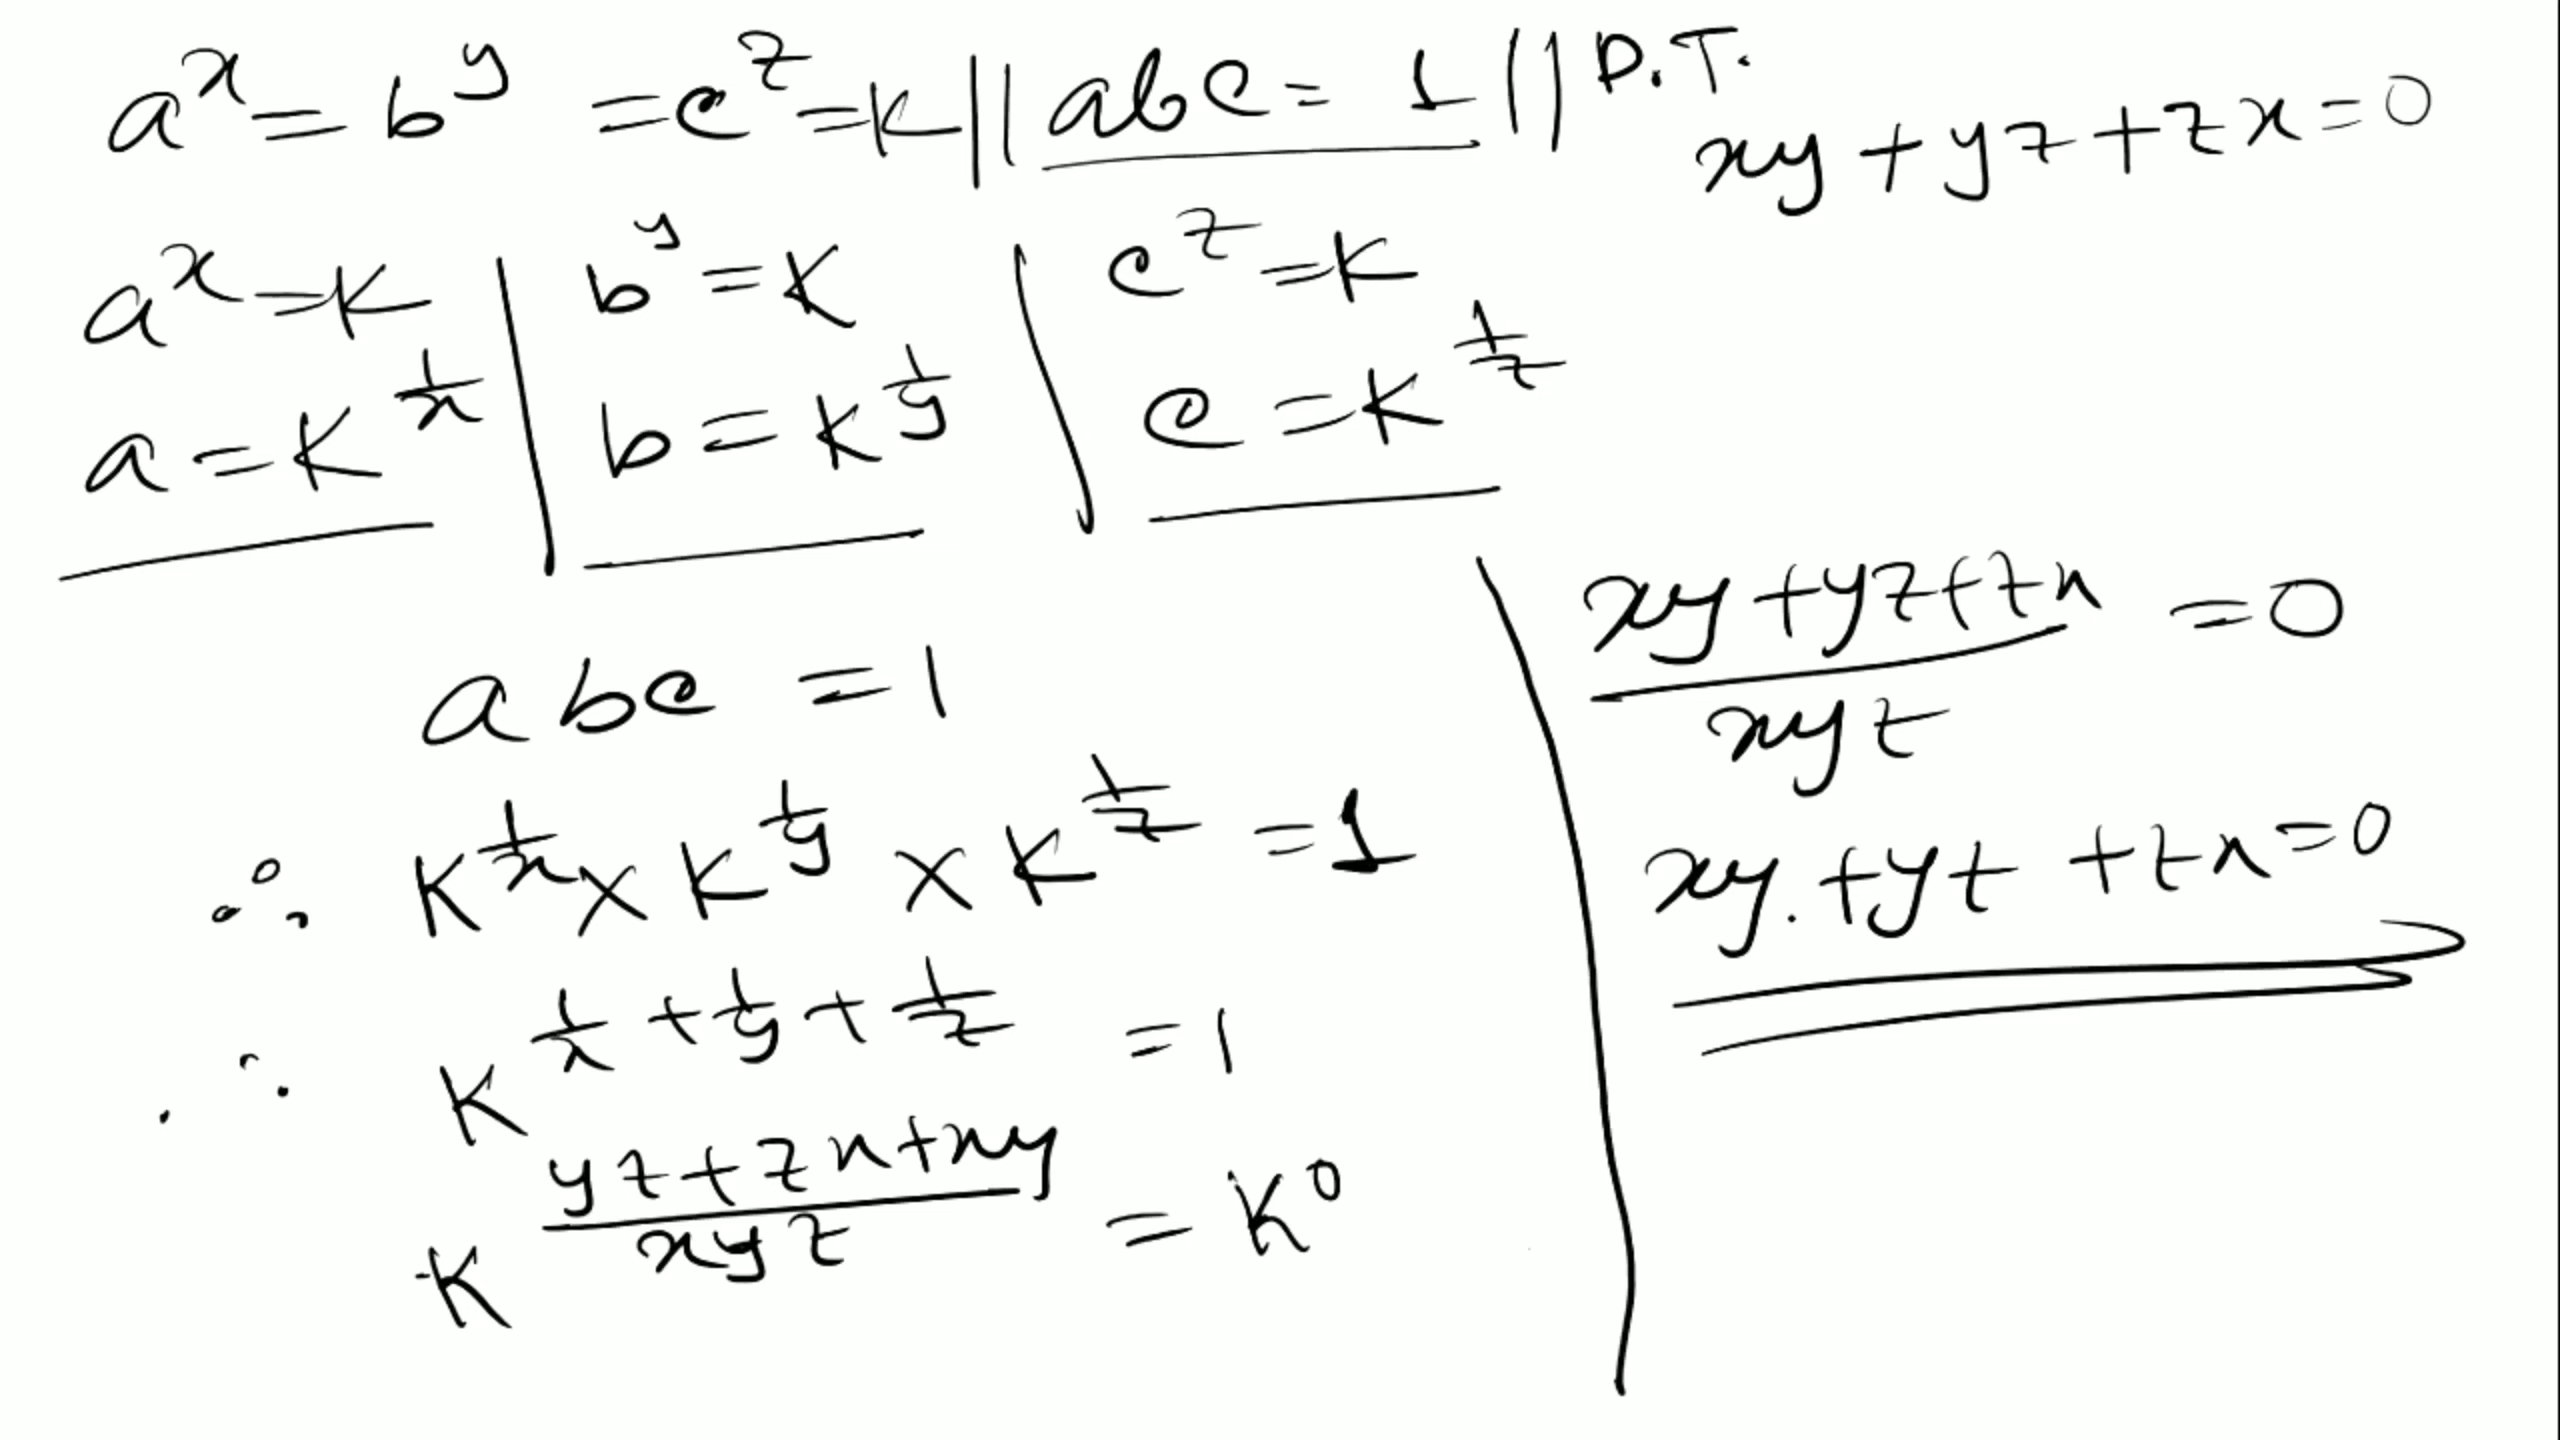 a^x = b^y = c^z = K || abc = 1 || P.T.
xy + yz + zx = 0
a^x = K | b^y = K | c^z = K
a = K^{1/x} | b = K^{1/y} | c = K^{1/z}
abc = 1
∴ K^{1/x} × K^{1/y} × K^{1/z} = 1
∴ K^{1/x + 1/y + 1/z} = 1
K^{(yz + zx + xy)/xyz} = K^0
(xy + yz + zx)/xyz = 0
xy. + yz + zx = 0